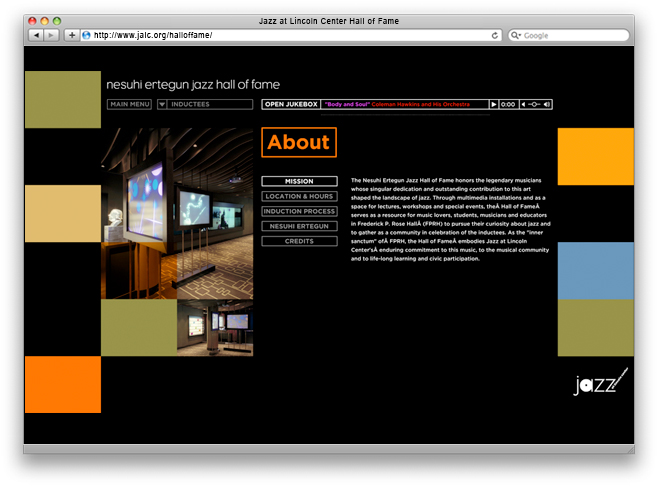 Jazz at Lincoln Center Hall of Fame
http://www.jalc.org/halloffame/
Google
nesuhi ertegun jazz hall of fame
MAIN MENU
INDUCTEES
OPEN JUKEBOX
"Body and Soul" Coleman Hawkins and His Orchestra
0:00
About
MISSION
LOCATION & HOURS
INDUCTION PROCESS
NESUHI ERTEGUN
CREDITS
The Nesuhi Ertegun Jazz Hall of Fame honors the legendary musicians
whose singular dedication and outstanding contribution to this art
shaped the landscape of jazz. Through multimedia installations and as a
space for lectures, workshops and special events, theÂ Hall of FameÂ
serves as a resource for music lovers, students, musicians and educators
in Frederick P. Rose HallÂ (FPRH) to pursue their curiosity about jazz and
to gather as a community in celebration of the inductees. As the "inner
sanctum" ofÂ FPRH, the Hall of FameÂ embodies Jazz at Lincoln
Center'sÂ enduring commitment to this music, to the musical community
and to life-long learning and civic participation.
jazz